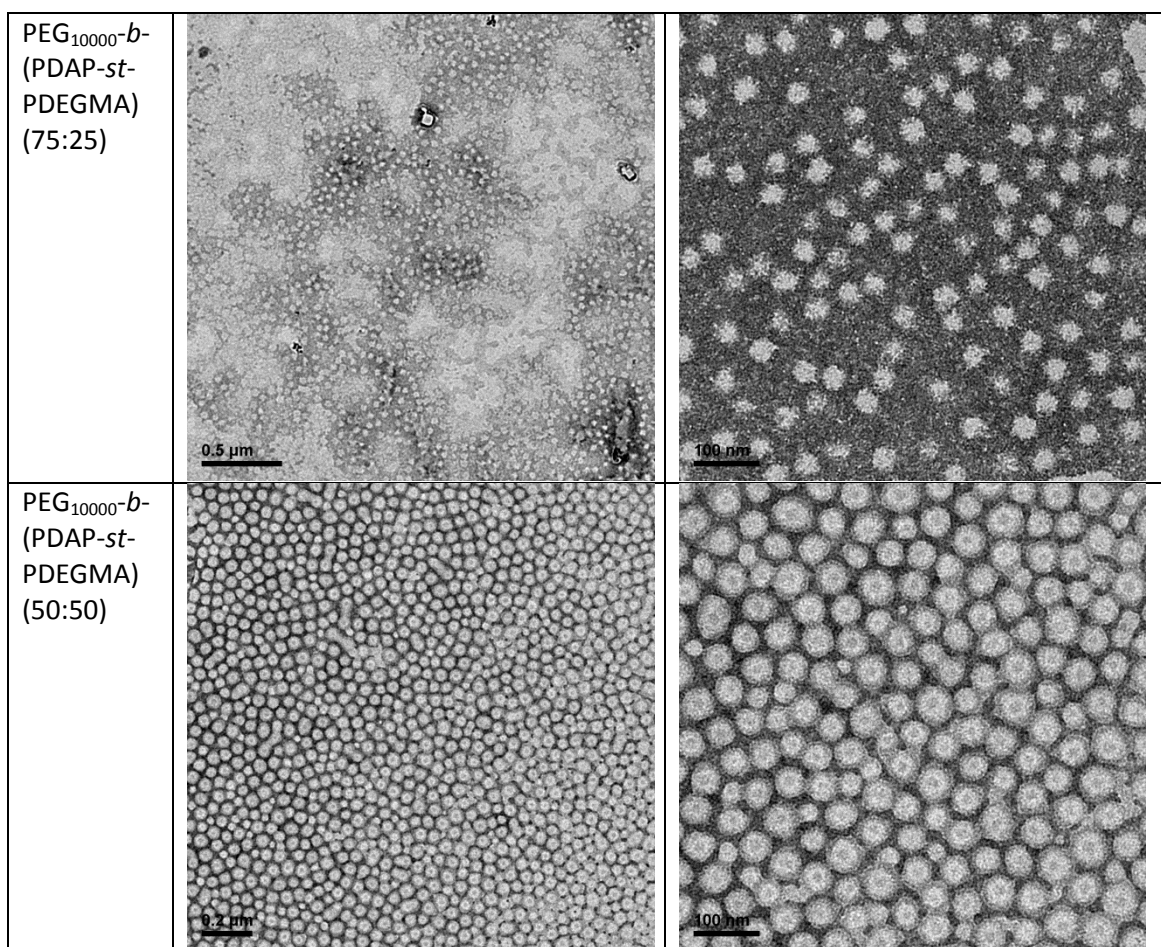 PEG₁₀₀₀₀-b-
(PDAP-st-
PDEGMA)
(75:25)
0.5 µm
100 nm
PEG₁₀₀₀₀-b-
(PDAP-st-
PDEGMA)
(50:50)
0.2 µm
100 nm